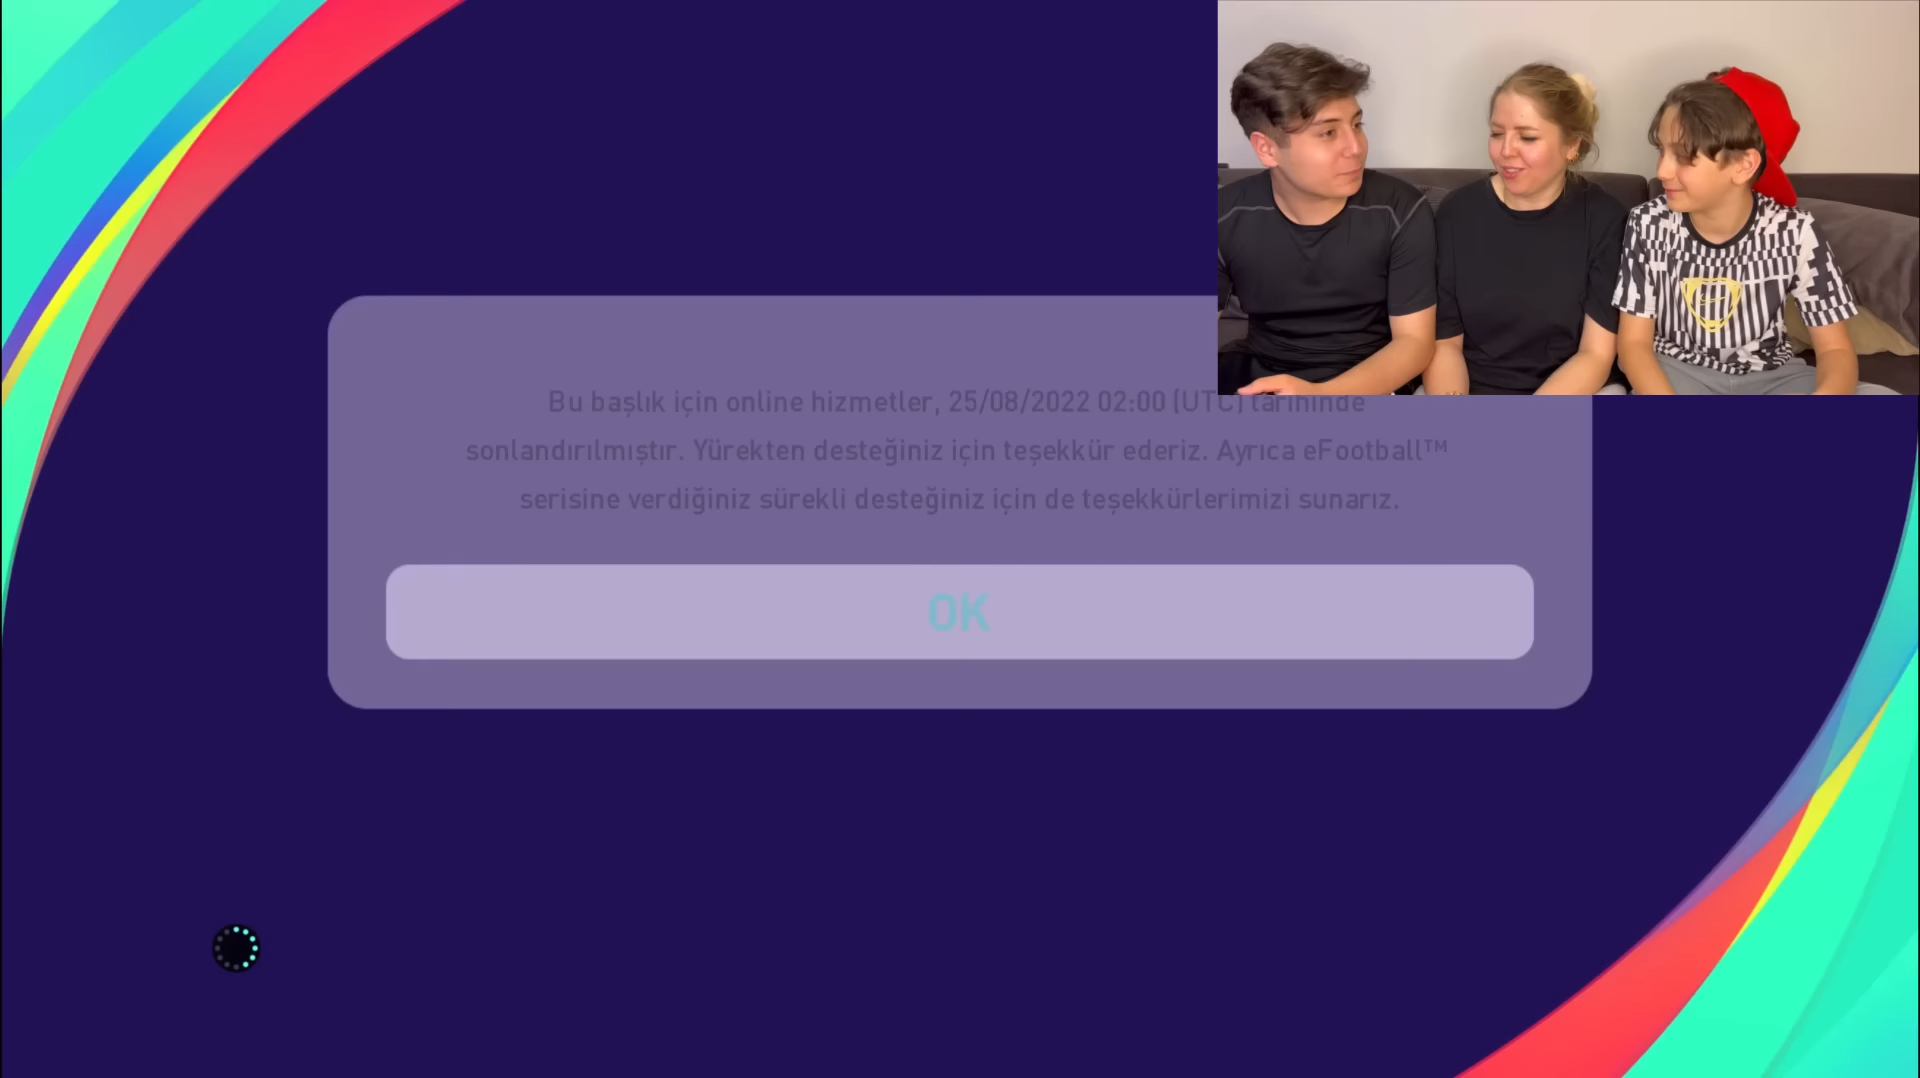 Bu başlık için online hizmetler, 25/08/2022 02:00 (UTC) tarihinde
sonlandırılmıştır. Yürekten desteğiniz için teşekkür ederiz. Ayrıca eFootball™
serisine verdiğiniz sürekli desteğiniz için de teşekkürlerimizi sunarız.
OK